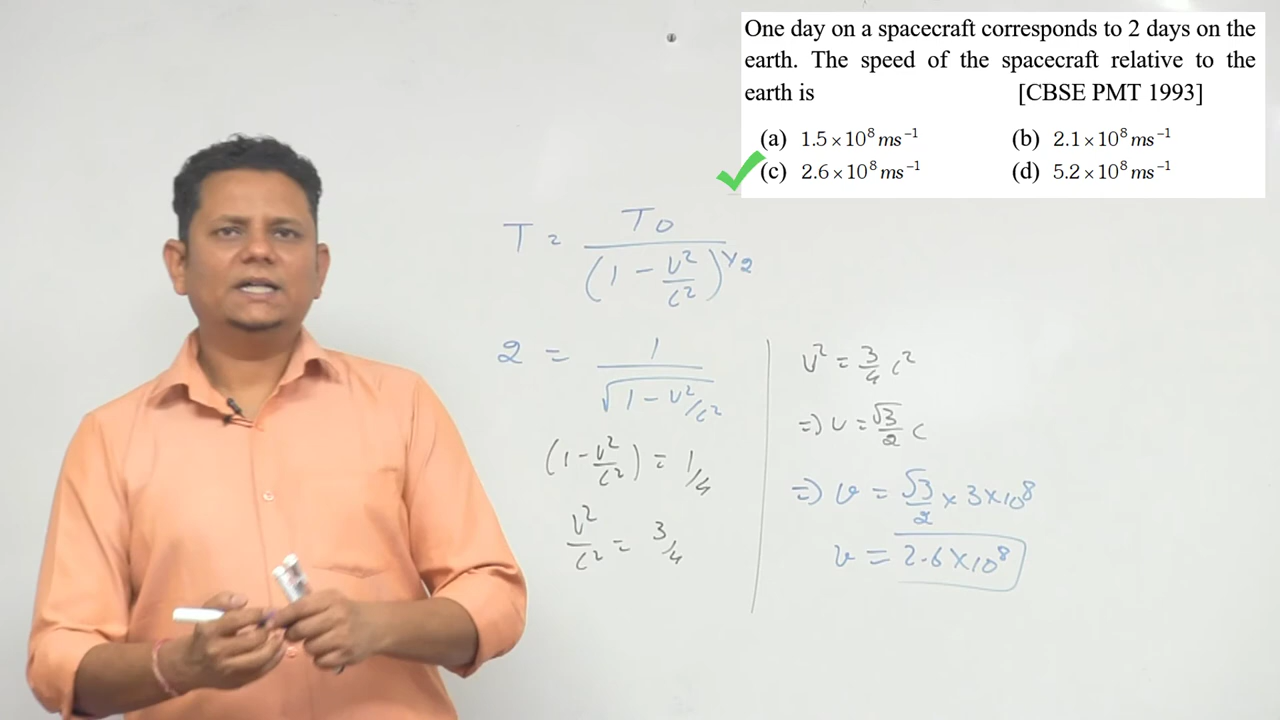 One day on a spacecraft corresponds to 2 days on the
earth. The speed of the spacecraft relative to the
earth is [CBSE PMT 1993]
(a) 1.5×10⁸ ms⁻¹ (b) 2.1×10⁸ ms⁻¹
(c) 2.6×10⁸ ms⁻¹ (d) 5.2×10⁸ ms⁻¹
T = T₀ / (1 - v²/c²)^1/2
2 = 1 / √(1 - v²/c²)
(1 - v²/c²) = 1/4
v²/c² = 3/4
v² = 3/4 c²
⇒ v = √3/2 c
⇒ v = √3/2 × 3×10⁸
v = 2.6×10⁸